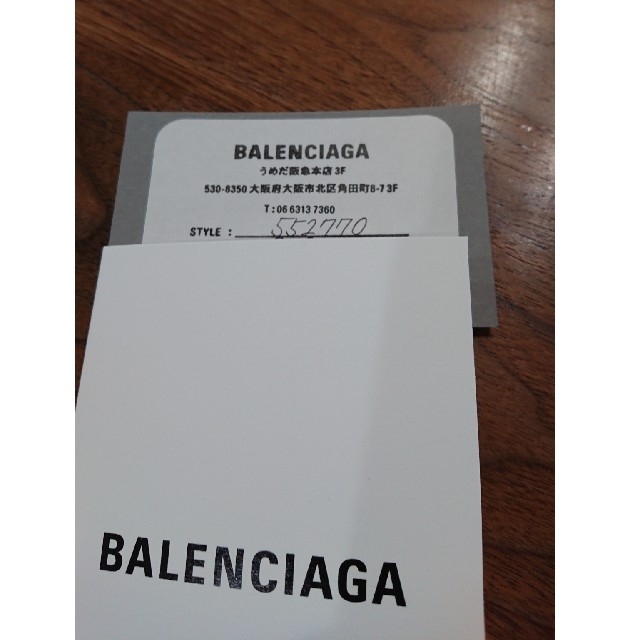 BALENCIAGA
うめだ阪急本店 3F
530-8350 大阪府大阪市北区角田町8-7 3F
T : 06 6313 7360
STYLE : 552770
BALENCIAGA